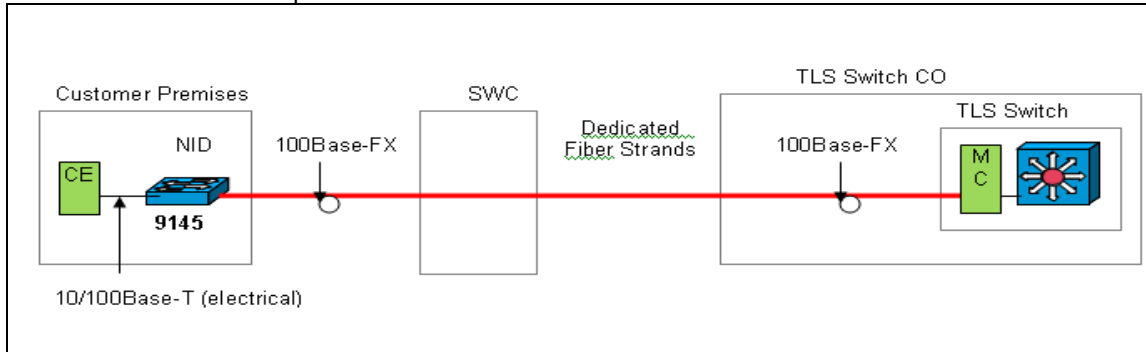 Customer Premises
SWC
TLS Switch CO
TLS Switch
NID
100Base-FX
Dedicated
Fiber Strands
100Base-FX
CE
M
C
9145
10/100Base-T (electrical)